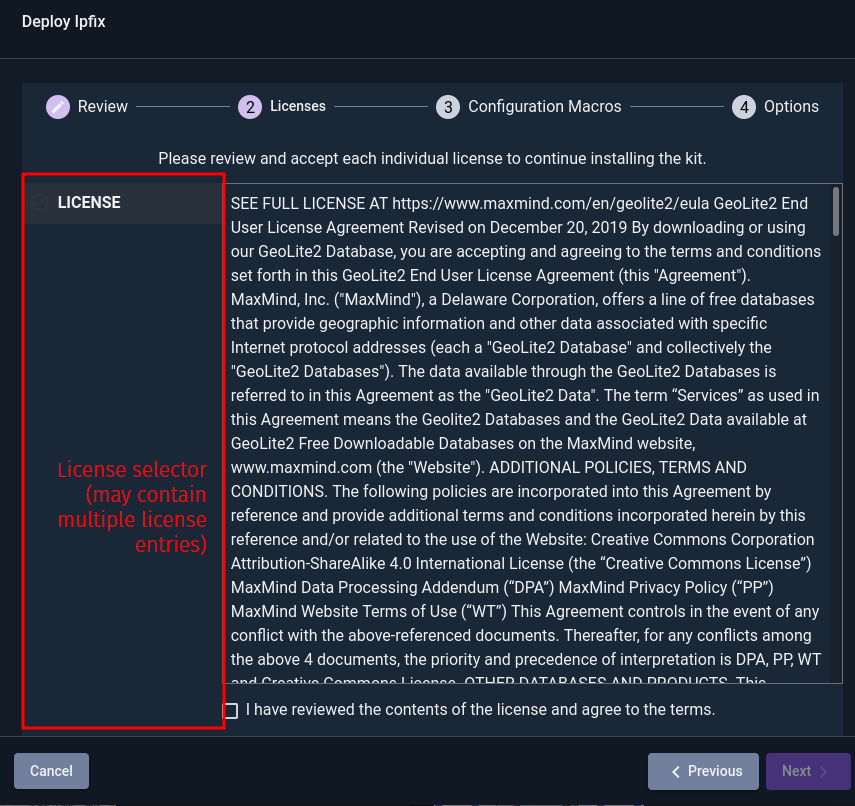 Deploy Ipfix
Review
2 Licenses
3 Configuration Macros
4 Options
Please review and accept each individual license to continue installing the kit.
LICENSE
License selector
(may contain
multiple license
entries)
SEE FULL LICENSE AT https://www.maxmind.com/en/geolite2/eula GeoLite2 End
User License Agreement Revised on December 20, 2019 By downloading or using
our GeoLite2 Database, you are accepting and agreeing to the terms and conditions
set forth in this GeoLite2 End User License Agreement (this "Agreement").
MaxMind, Inc. ("MaxMind"), a Delaware Corporation, offers a line of free databases
that provide geographic information and other data associated with specific
Internet protocol addresses (each a "GeoLite2 Database" and collectively the
"GeoLite2 Databases"). The data available through the GeoLite2 Databases is
referred to in this Agreement as the "GeoLite2 Data". The term “Services” as used in
this Agreement means the Geolite2 Databases and the GeoLite2 Data available at
GeoLite2 Free Downloadable Databases on the MaxMind website,
www.maxmind.com (the "Website"). ADDITIONAL POLICIES, TERMS AND
CONDITIONS. The following policies are incorporated into this Agreement by
reference and provide additional terms and conditions incorporated herein by this
reference and/or related to the use of the Website: Creative Commons Corporation
Attribution-ShareAlike 4.0 International License (the “Creative Commons License”)
MaxMind Data Processing Addendum (“DPA”) MaxMind Privacy Policy (“PP”)
MaxMind Website Terms of Use (“WT”) This Agreement controls in the event of any
conflict with the above-referenced documents. Thereafter, for any conflicts among
the above 4 documents, the priority and precedence of interpretation is DPA, PP, WT
and Creative Commons License. OTHER DATABASES AND PRODUCTS. This
I have reviewed the contents of the license and agree to the terms.
Cancel
Previous
Next